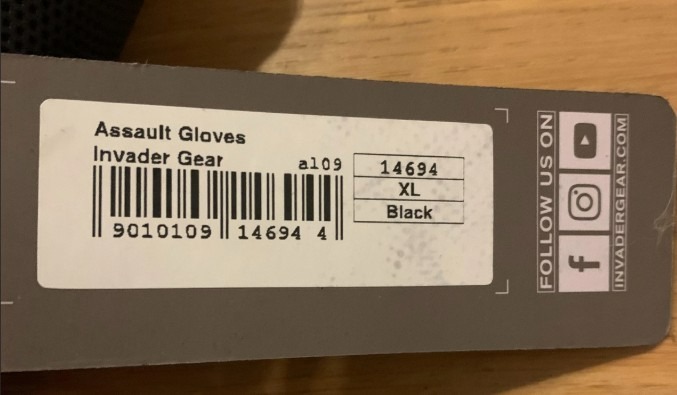 Assault Gloves
Invader Gear
a109
14694
XL
Black
9010109 14694 4
FOLLOW US ON
INVADERGEAR.COM